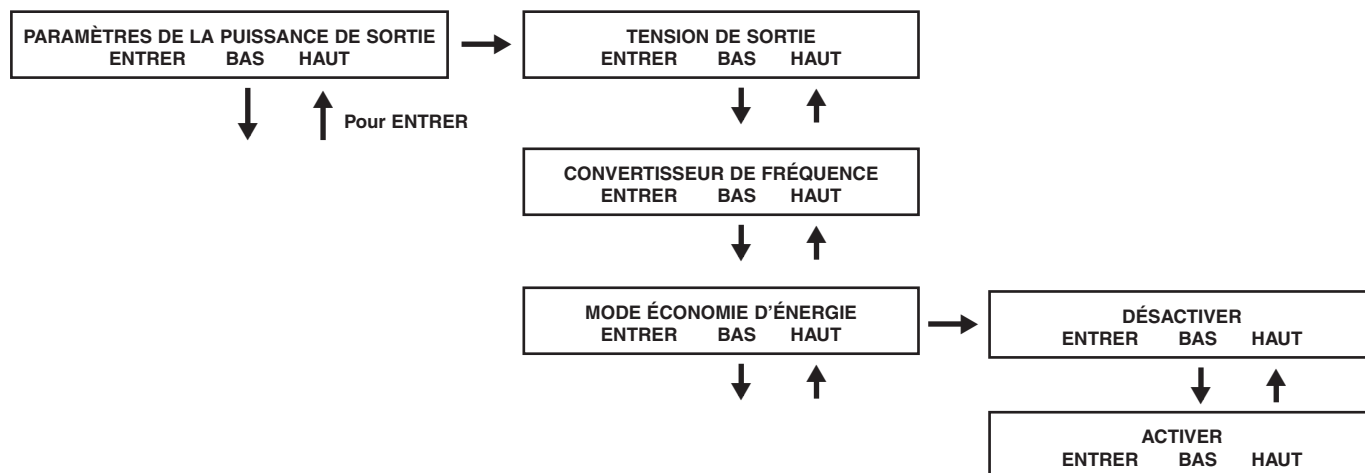 PARAMÈTRES DE LA PUISSANCE DE SORTIE
ENTRER BAS HAUT
Pour ENTRER
TENSION DE SORTIE
ENTRER BAS HAUT
CONVERTISSEUR DE FRÉQUENCE
ENTRER BAS HAUT
MODE ÉCONOMIE D’ÉNERGIE
ENTRER BAS HAUT
DÉSACTIVER
ENTRER BAS HAUT
ACTIVER
ENTRER BAS HAUT